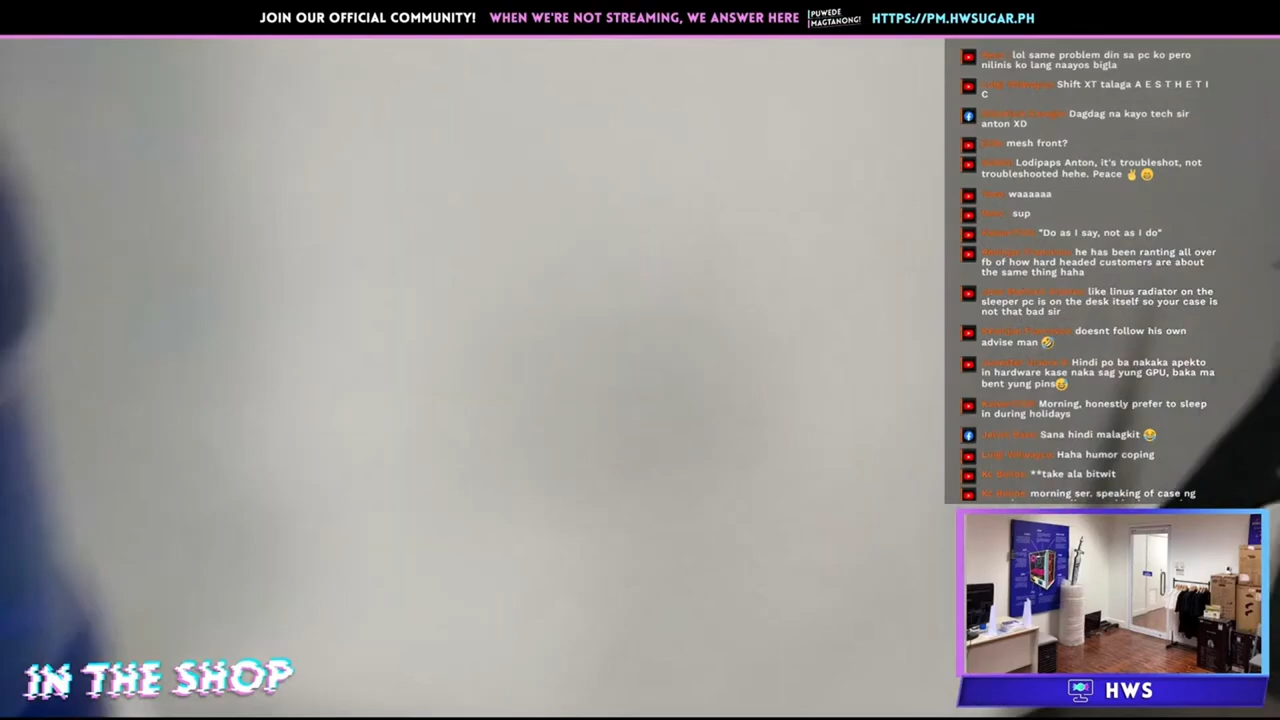 JOIN OUR OFFICIAL COMMUNITY! WHEN WE'RE NOT STREAMING, WE ANSWER HERE PUWEDE MAGTANONG! HTTPS://PM.HWSUGAR.PH
lol same problem din sa pc ko pero
nilinis ko lang naayos bigla
Shift XT talaga A E S T H E T I
C
Dagdag na kayo tech sir
anton XD
mesh front?
Lodipaps Anton, it's troubleshot, not
troubleshooted hehe. Peace ✌️😄
waaaaaa
sup
"Do as I say, not as I do"
he has been ranting all over
fb of how hard headed customers are about
the same thing haha
like linus radiator on the
sleeper pc is on the desk itself so your case is
not that bad sir
doesnt follow his own
advise man 🤣
Hindi po ba nakaka apekto
in hardware kase naka sag yung GPU, baka ma
bent yung pins😅
Morning, honestly prefer to sleep
in during holidays
Sana hindi malagkit 😂
Haha humor coping
**take ala bitwit
morning ser. speaking of case ng
IN THE SHOP
HWS